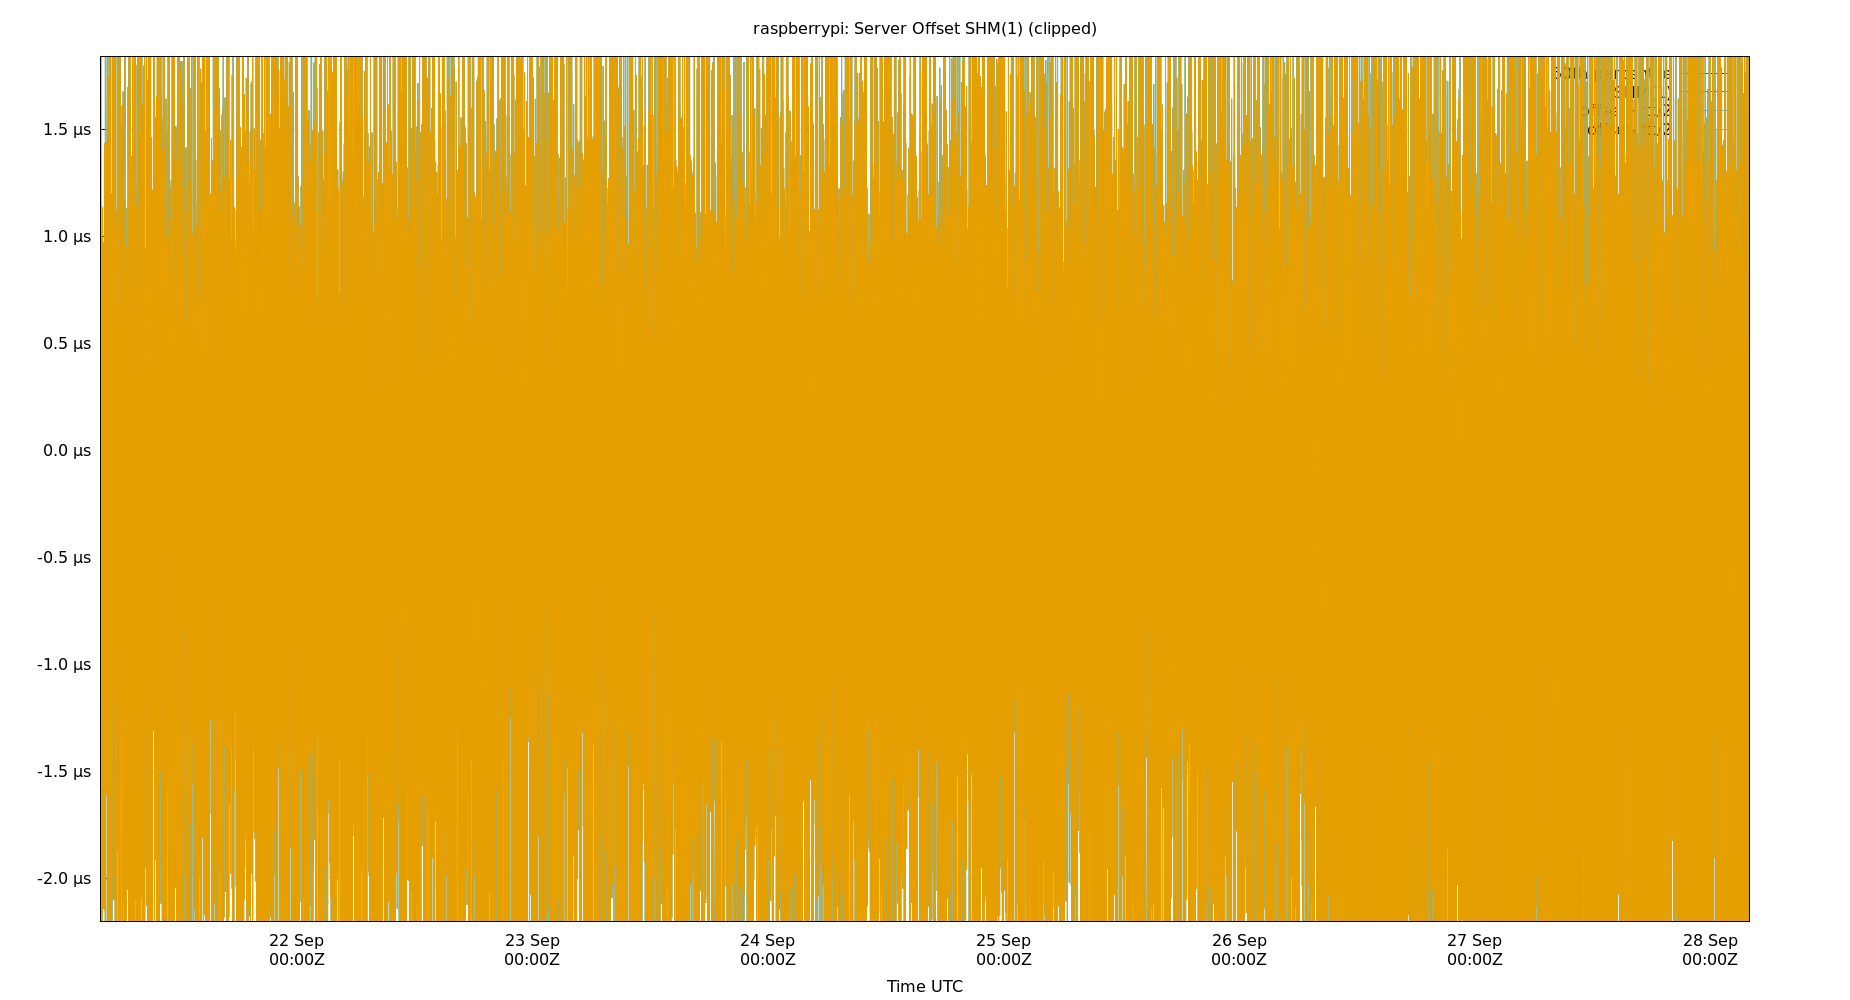 raspberrypi: Server Offset SHM(1) (clipped)
1.5 µs
1.0 µs
0.5 µs
0.0 µs
-0.5 µs
-1.0 µs
-1.5 µs
-2.0 µs
22 Sep 23 Sep 24 Sep 25 Sep 26 Sep 27 Sep 28 Sep
00:00Z 00:00Z 00:00Z 00:00Z 00:00Z 00:00Z 00:00Z
Time UTC